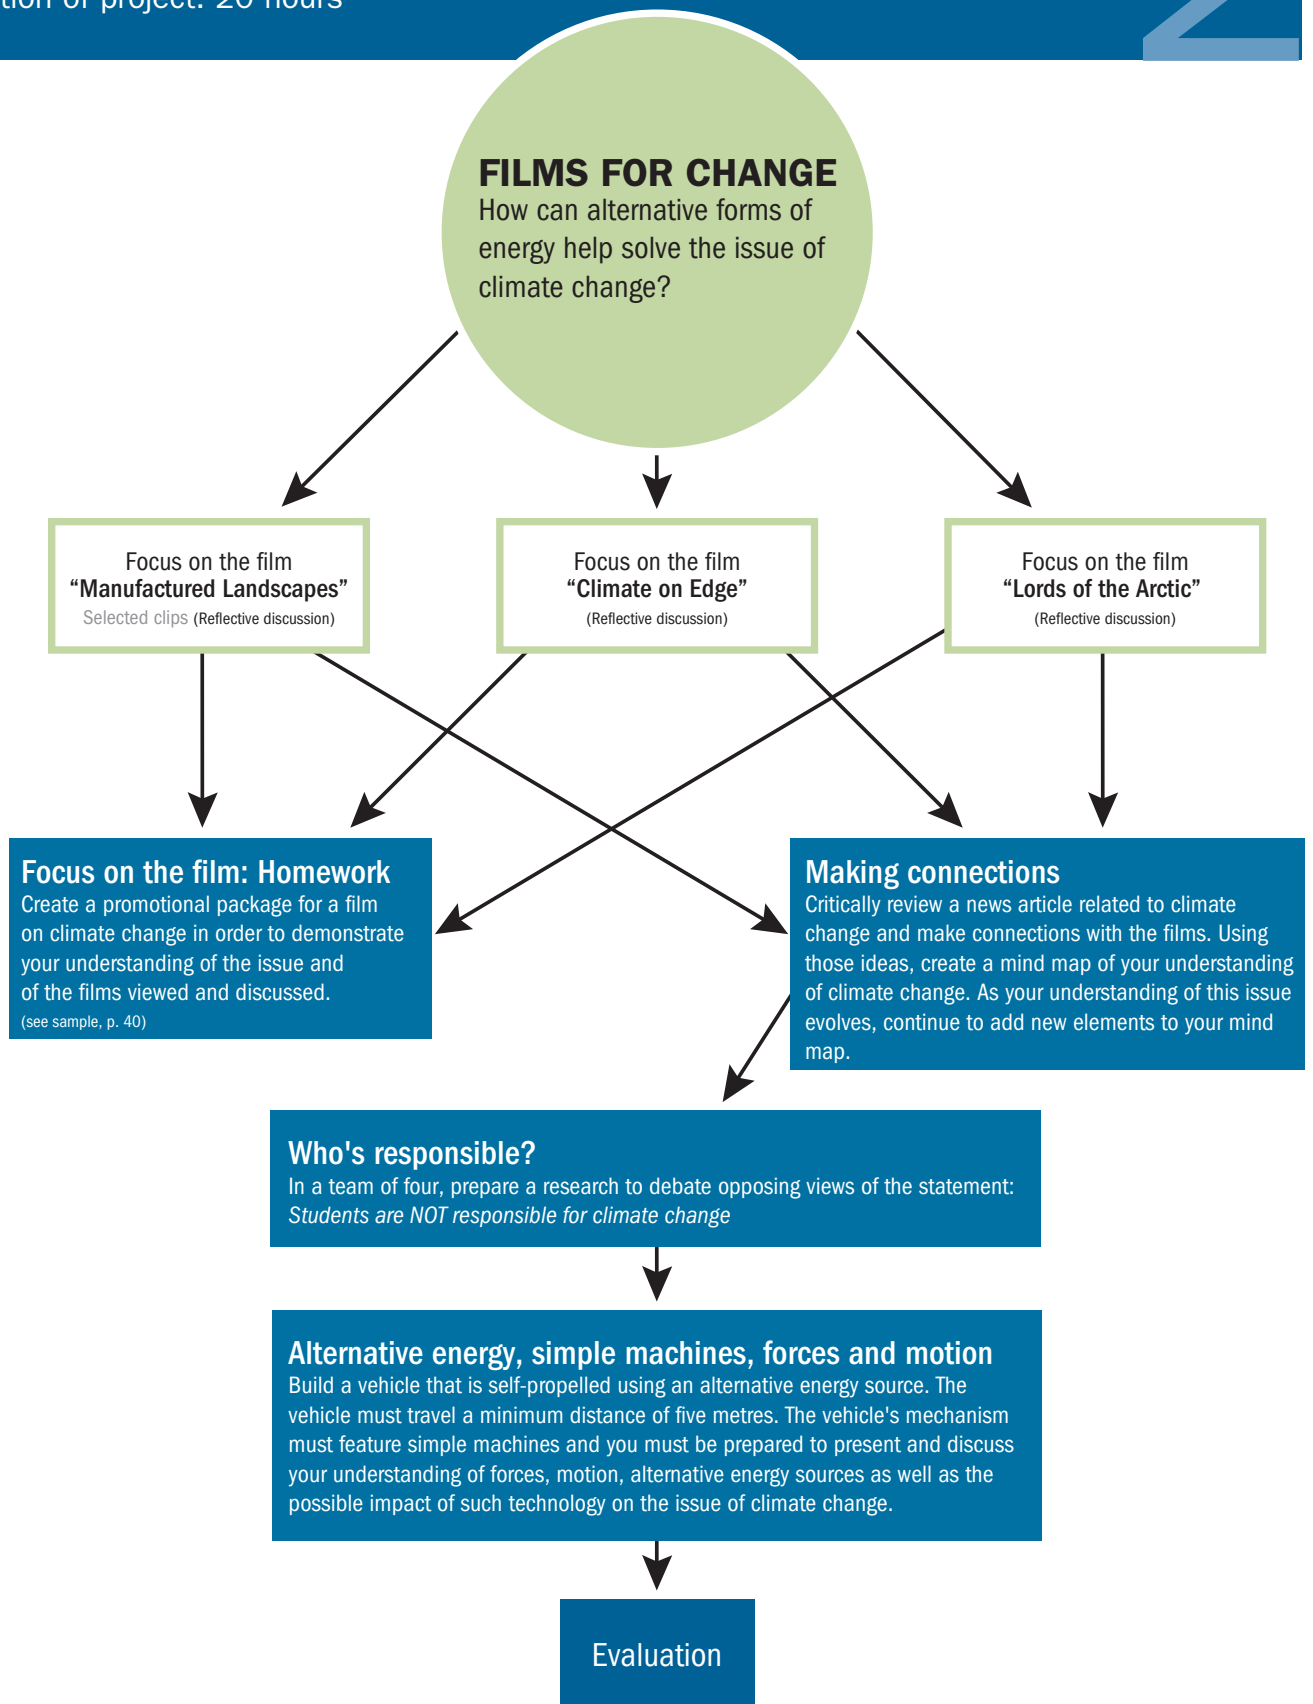 of project: 20 hours
2
FILMS FOR CHANGE
How can alternative forms of
energy help solve the issue of
climate change?
Focus on the film
“Manufactured Landscapes”
Selected clips (Reflective discussion)
Focus on the film
“Climate on Edge”
(Reflective discussion)
Focus on the film
“Lords of the Arctic”
(Reflective discussion)
Focus on the film: Homework
Create a promotional package for a film
on climate change in order to demonstrate
your understanding of the issue and
of the films viewed and discussed.
(see sample, p. 40)
Making connections
Critically review a news article related to climate
change and make connections with the films. Using
those ideas, create a mind map of your understanding
of climate change. As your understanding of this issue
evolves, continue to add new elements to your mind
map.
Who's responsible?
In a team of four, prepare a research to debate opposing views of the statement:
Students are NOT responsible for climate change
Alternative energy, simple machines, forces and motion
Build a vehicle that is self-propelled using an alternative energy source. The
vehicle must travel a minimum distance of five metres. The vehicle's mechanism
must feature simple machines and you must be prepared to present and discuss
your understanding of forces, motion, alternative energy sources as well as the
possible impact of such technology on the issue of climate change.
Evaluation